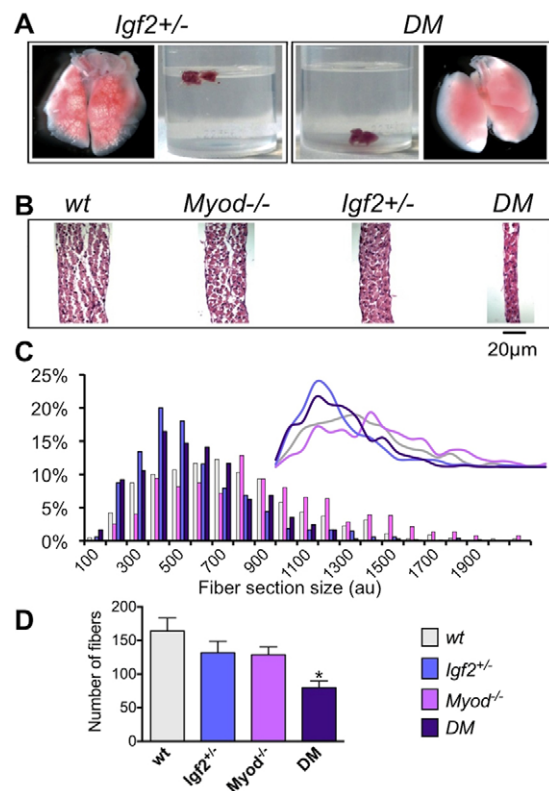 A Igf2+/- DM
B wt Myod-/- Igf2+/- DM
20µm
C
25%
20%
15%
10%
5%
0%
100 300 500 700 900 1100 1300 1500 1700 1900
Fiber section size (au)
D
Number of fibers
200
150
100
50
0
*
wt Igf2+/- Myod-/- DM
wt
Igf2+/-
Myod-/-
DM